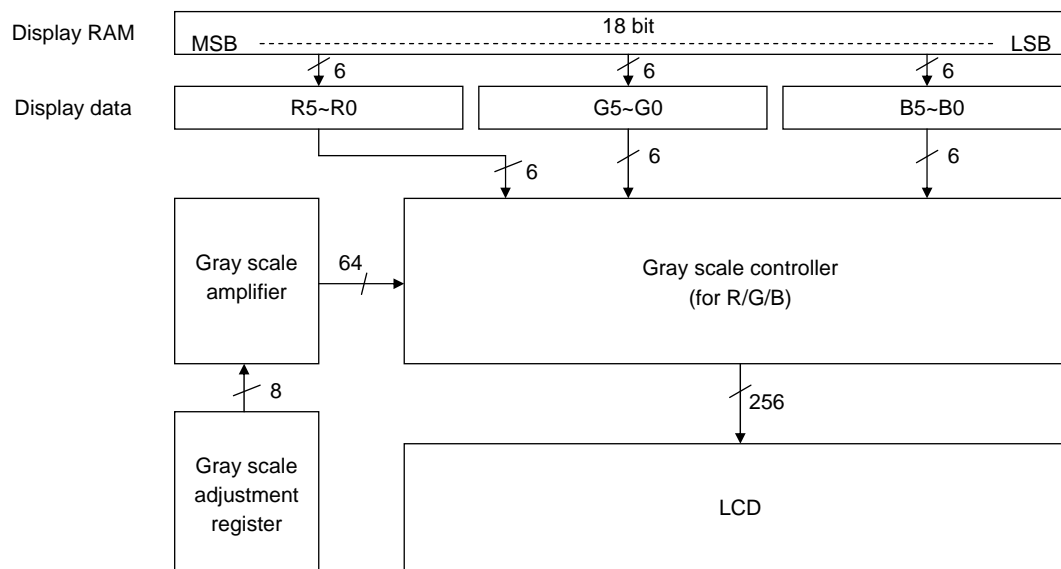 Display RAM
18 bit
MSB
LSB
6
6
6
Display data
R5~R0
G5~G0
B5~B0
6
6
6
Gray scale
amplifier
64
Gray scale controller
(for R/G/B)
8
256
Gray scale
adjustment
register
LCD